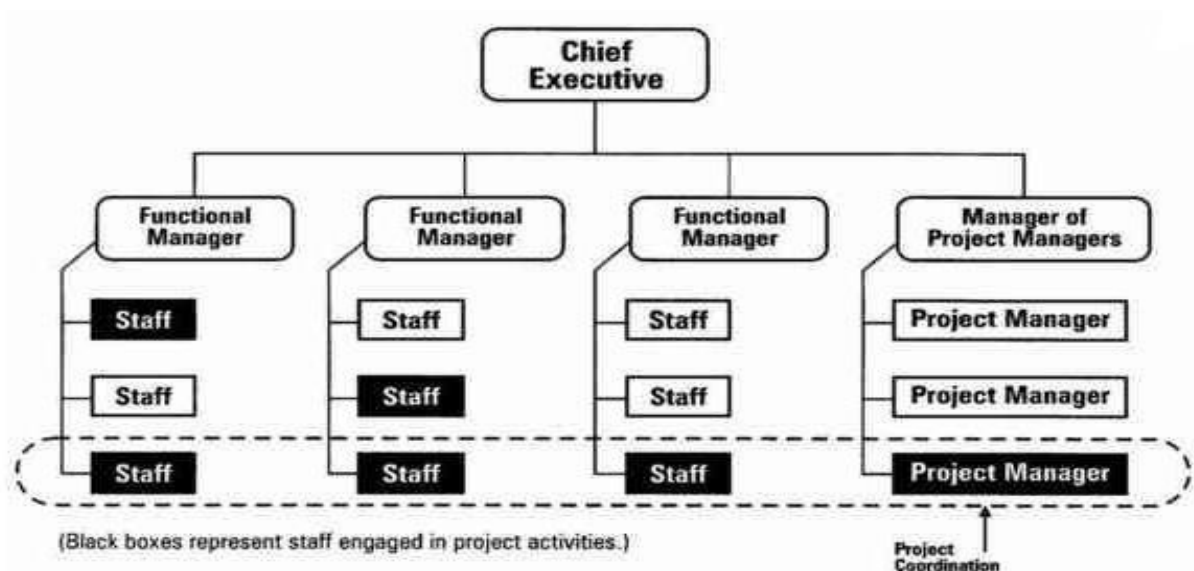 Chief
Executive
Functional
Manager
Functional
Manager
Functional
Manager
Manager of
Project Managers
Staff
Staff
Staff
Project Manager
Staff
Staff
Staff
Project Manager
Staff
Staff
Staff
Project Manager
(Black boxes represent staff engaged in project activities.)
Project
Coordination